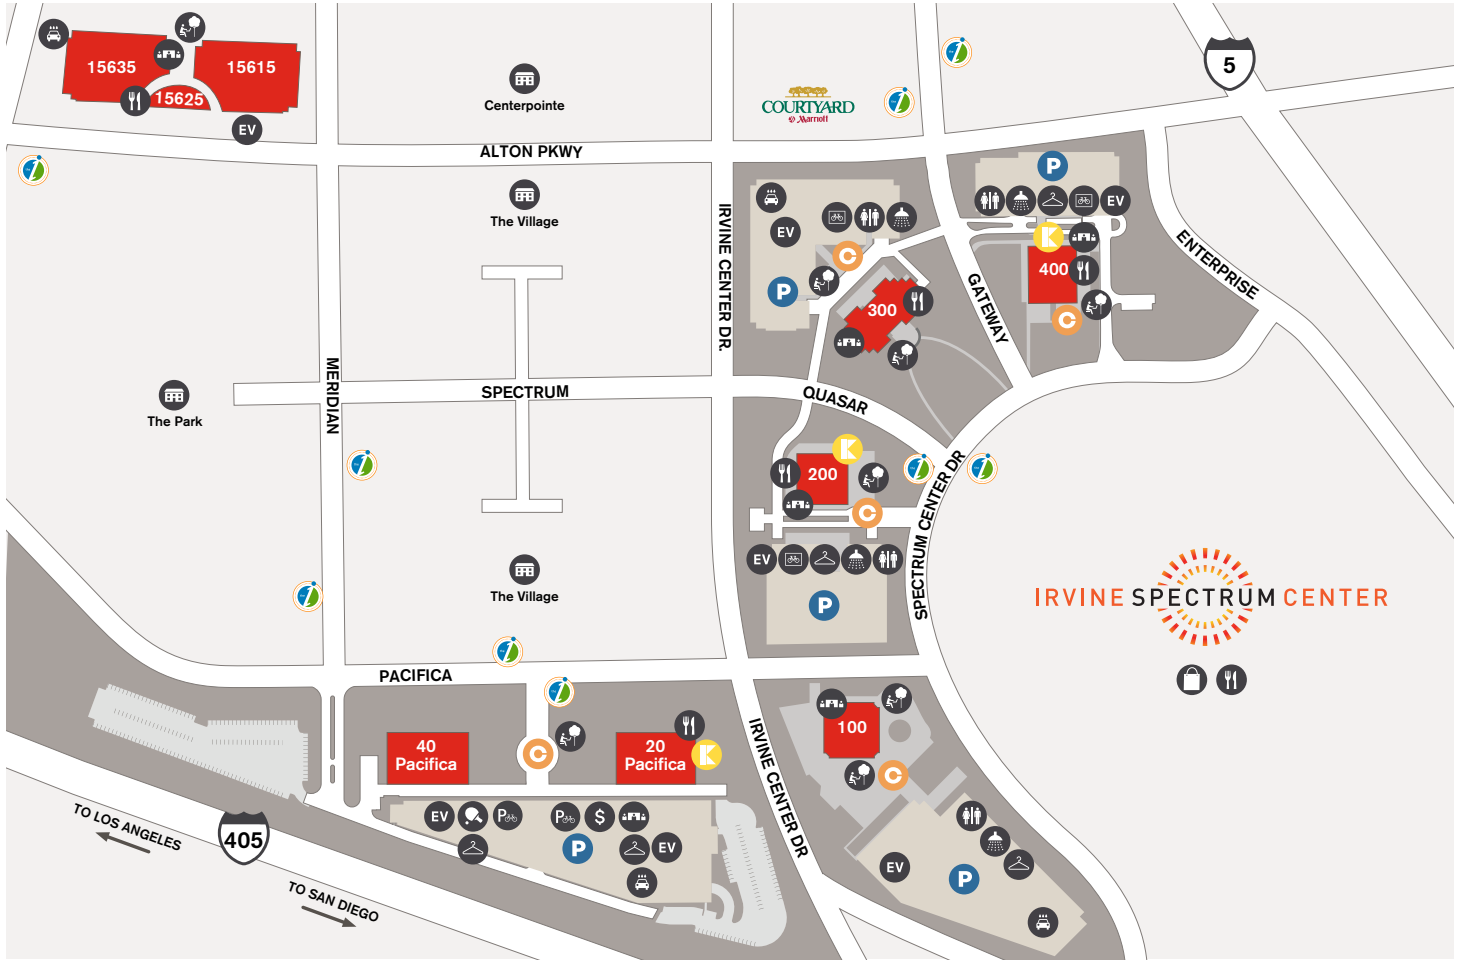 15635
15615
15625
EV
Centerpointe
COURTYARD
Marriott
5
ALTON PKWY
The Village
P
EV
IRVINE CENTER DR.
EV
P
C
K
400
C
300
GATEWAY
ENTERPRISE
MERIDIAN
SPECTRUM
QUASAR
The Park
K
200
C
SPECTRUM CENTER DR
EV
P
The Village
IRVINE SPECTRUM CENTER
PACIFICA
40
Pacifica
C
20
Pacifica
K
IRVINE CENTER DR
100
C
TO LOS ANGELES
405
TO SAN DIEGO
EV
P
P
$
P
EV
EV
P